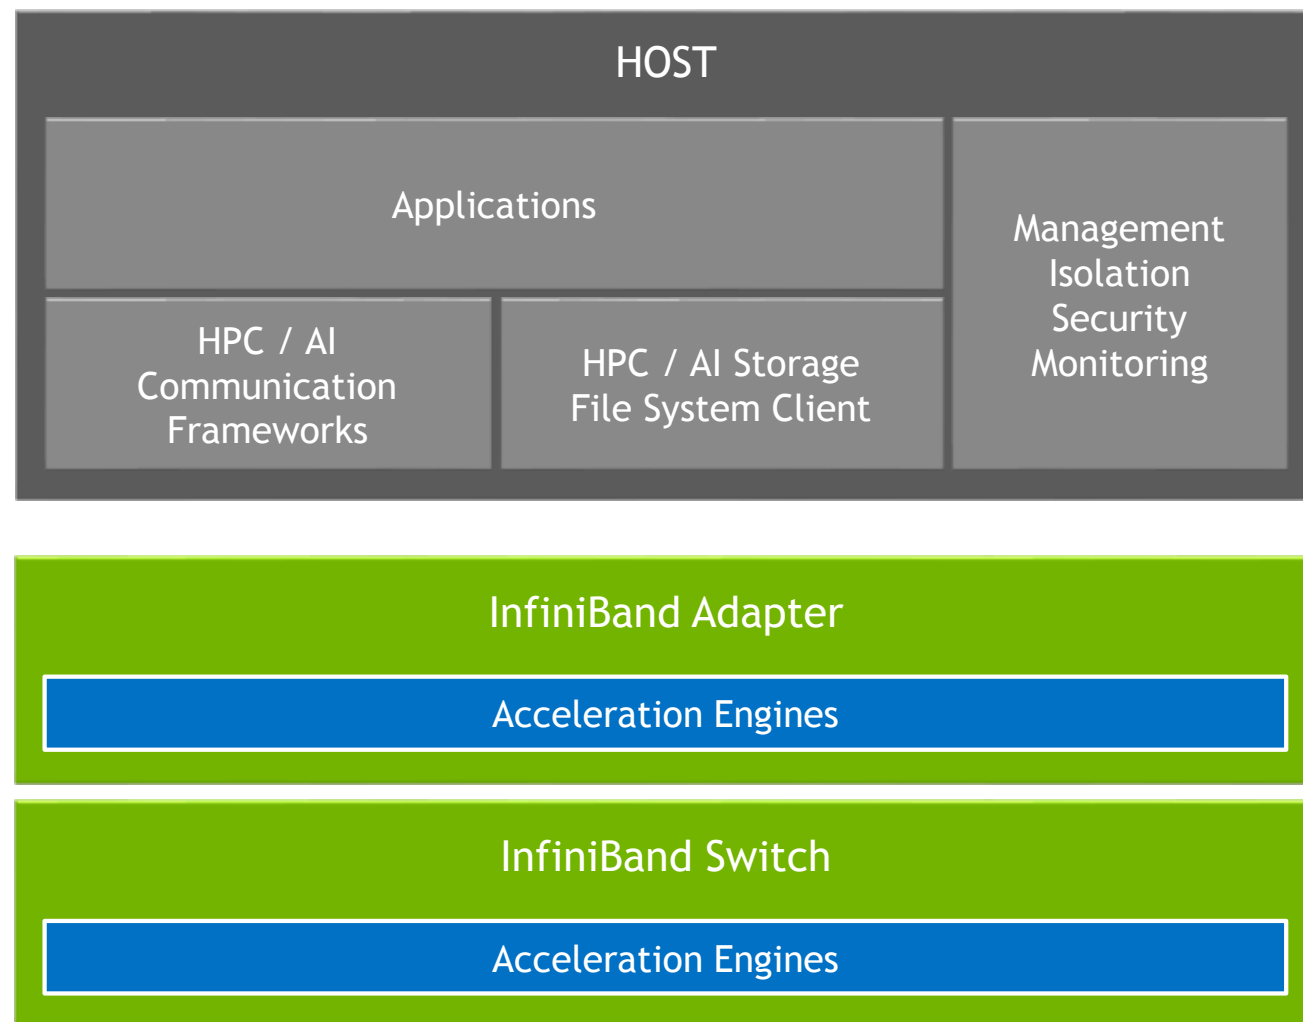 HOST
Applications
HPC / AI
Communication
Frameworks
HPC / AI Storage
File System Client
Management
Isolation
Security
Monitoring
InfiniBand Adapter
Acceleration Engines
InfiniBand Switch
Acceleration Engines